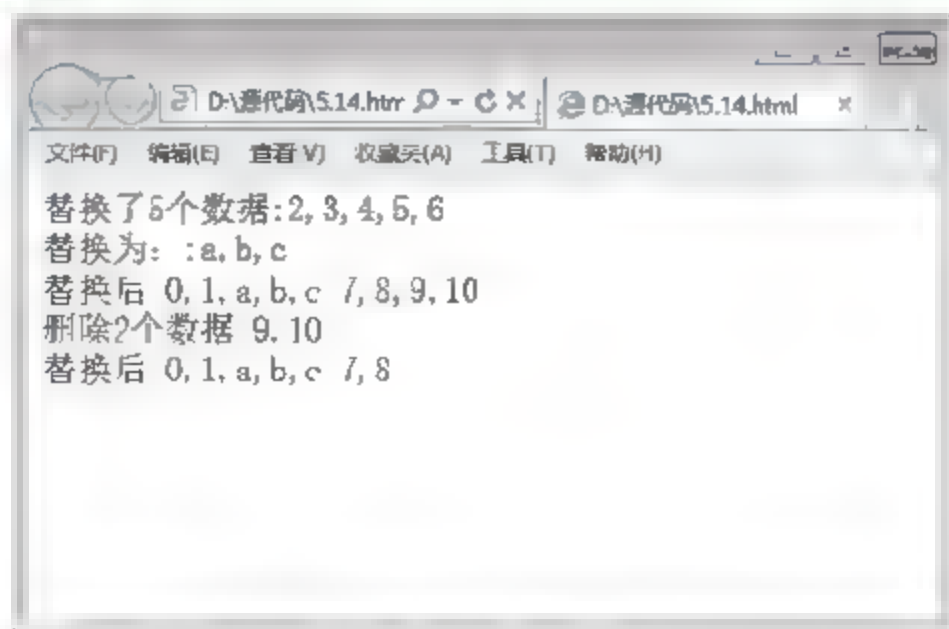 D:\源代码\5.14.htm
D:\源代码\5.14.html
文件(F) 编辑(E) 查看(V) 收藏夹(A) 工具(T) 帮助(H)
替换了5个数据:2,3,4,5,6
替换为: :a,b,c
替换后 0,1,a,b,c 7,8,9,10
删除2个数据 9,10
替换后 0,1,a,b,c 7,8